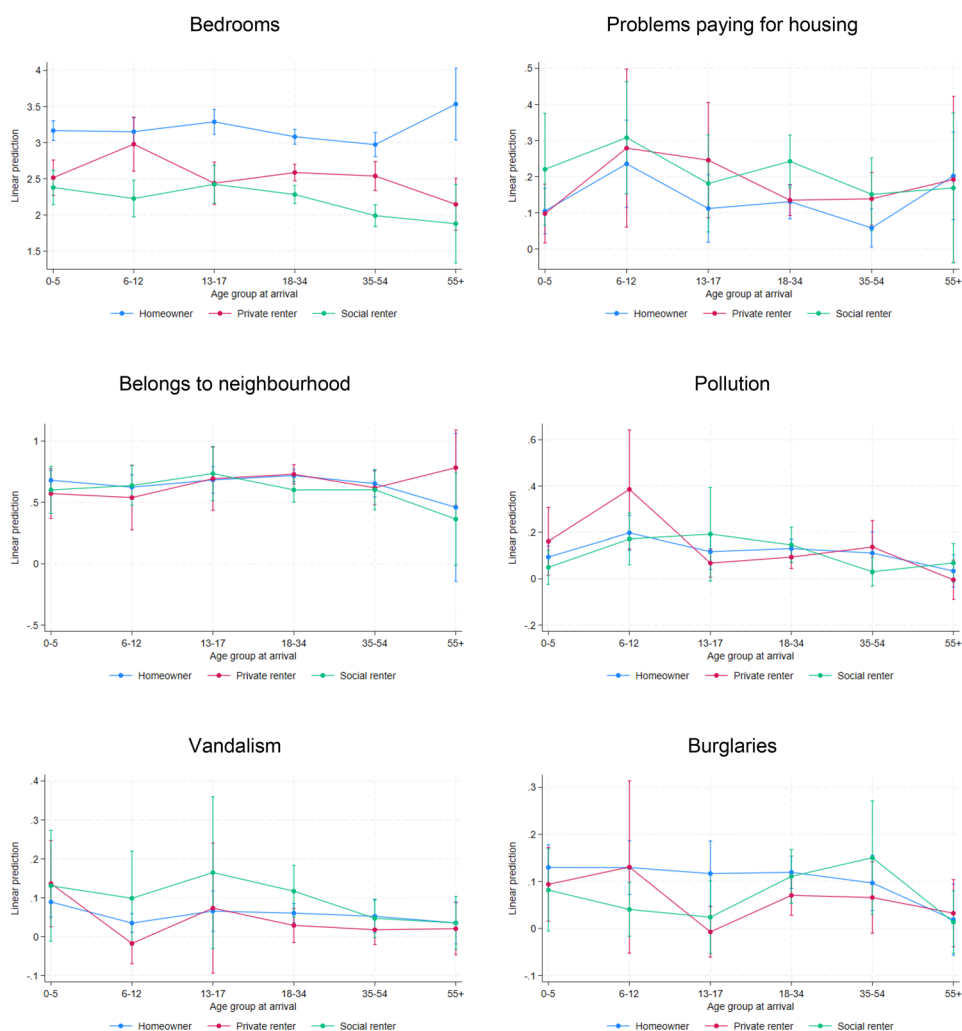 Bedrooms
Problems paying for housing
Linear prediction
4
3.5
3
2.5
2
1.5
0-5 6-12 13-17 18-34 35-54 55+
Age group at arrival
Homeowner Private renter Social renter
Linear prediction
.5
.4
.3
.2
.1
0
0-5 6-12 13-17 18-34 35-54 55+
Age group at arrival
Homeowner Private renter Social renter
Belongs to neighbourhood
Pollution
Linear prediction
1
.5
0
-.5
0-5 6-12 13-17 18-34 35-54 55+
Age group at arrival
Homeowner Private renter Social renter
Linear prediction
.6
.4
.2
0
-.2
0-5 6-12 13-17 18-34 35-54 55+
Age group at arrival
Homeowner Private renter Social renter
Vandalism
Burglaries
Linear prediction
.4
.3
.2
.1
0
-.1
0-5 6-12 13-17 18-34 35-54 55+
Age group at arrival
Homeowner Private renter Social renter
Linear prediction
.3
.2
.1
0
-.1
0-5 6-12 13-17 18-34 35-54 55+
Age group at arrival
Homeowner Private renter Social renter